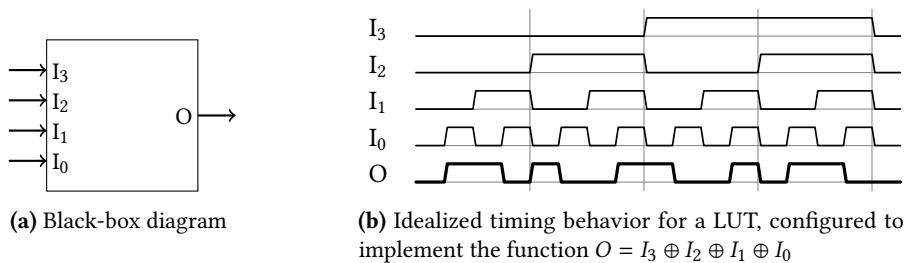 I₃
I₂
I₁
I₀
O
(a) Black-box diagram
I₃
I₂
I₁
I₀
O
(b) Idealized timing behavior for a LUT, configured to
implement the function O = I₃ ⊕ I₂ ⊕ I₁ ⊕ I₀